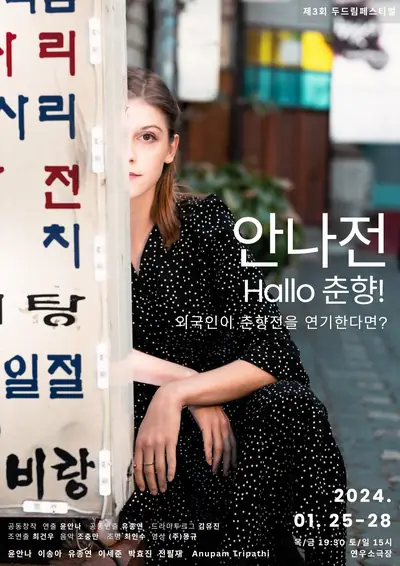 제3회 두드림페스티벌
사리
사리
전
치
탕
일절
비랑
안나전
Hallo 춘향!
외국인이 춘향전을 연기한다면?
2024.
01. 25-28
목/금 19:30 토/일 15시
연우소극장
공동창작 연출 윤안나 공동연출 유종연 드라마투르그 김유진
조연출 최건우 음악 조충만 조명 최인수 영상 (주)몽규
윤안나 이송아 유종연 이세준 박효진 전필재 Anupam Tripathi